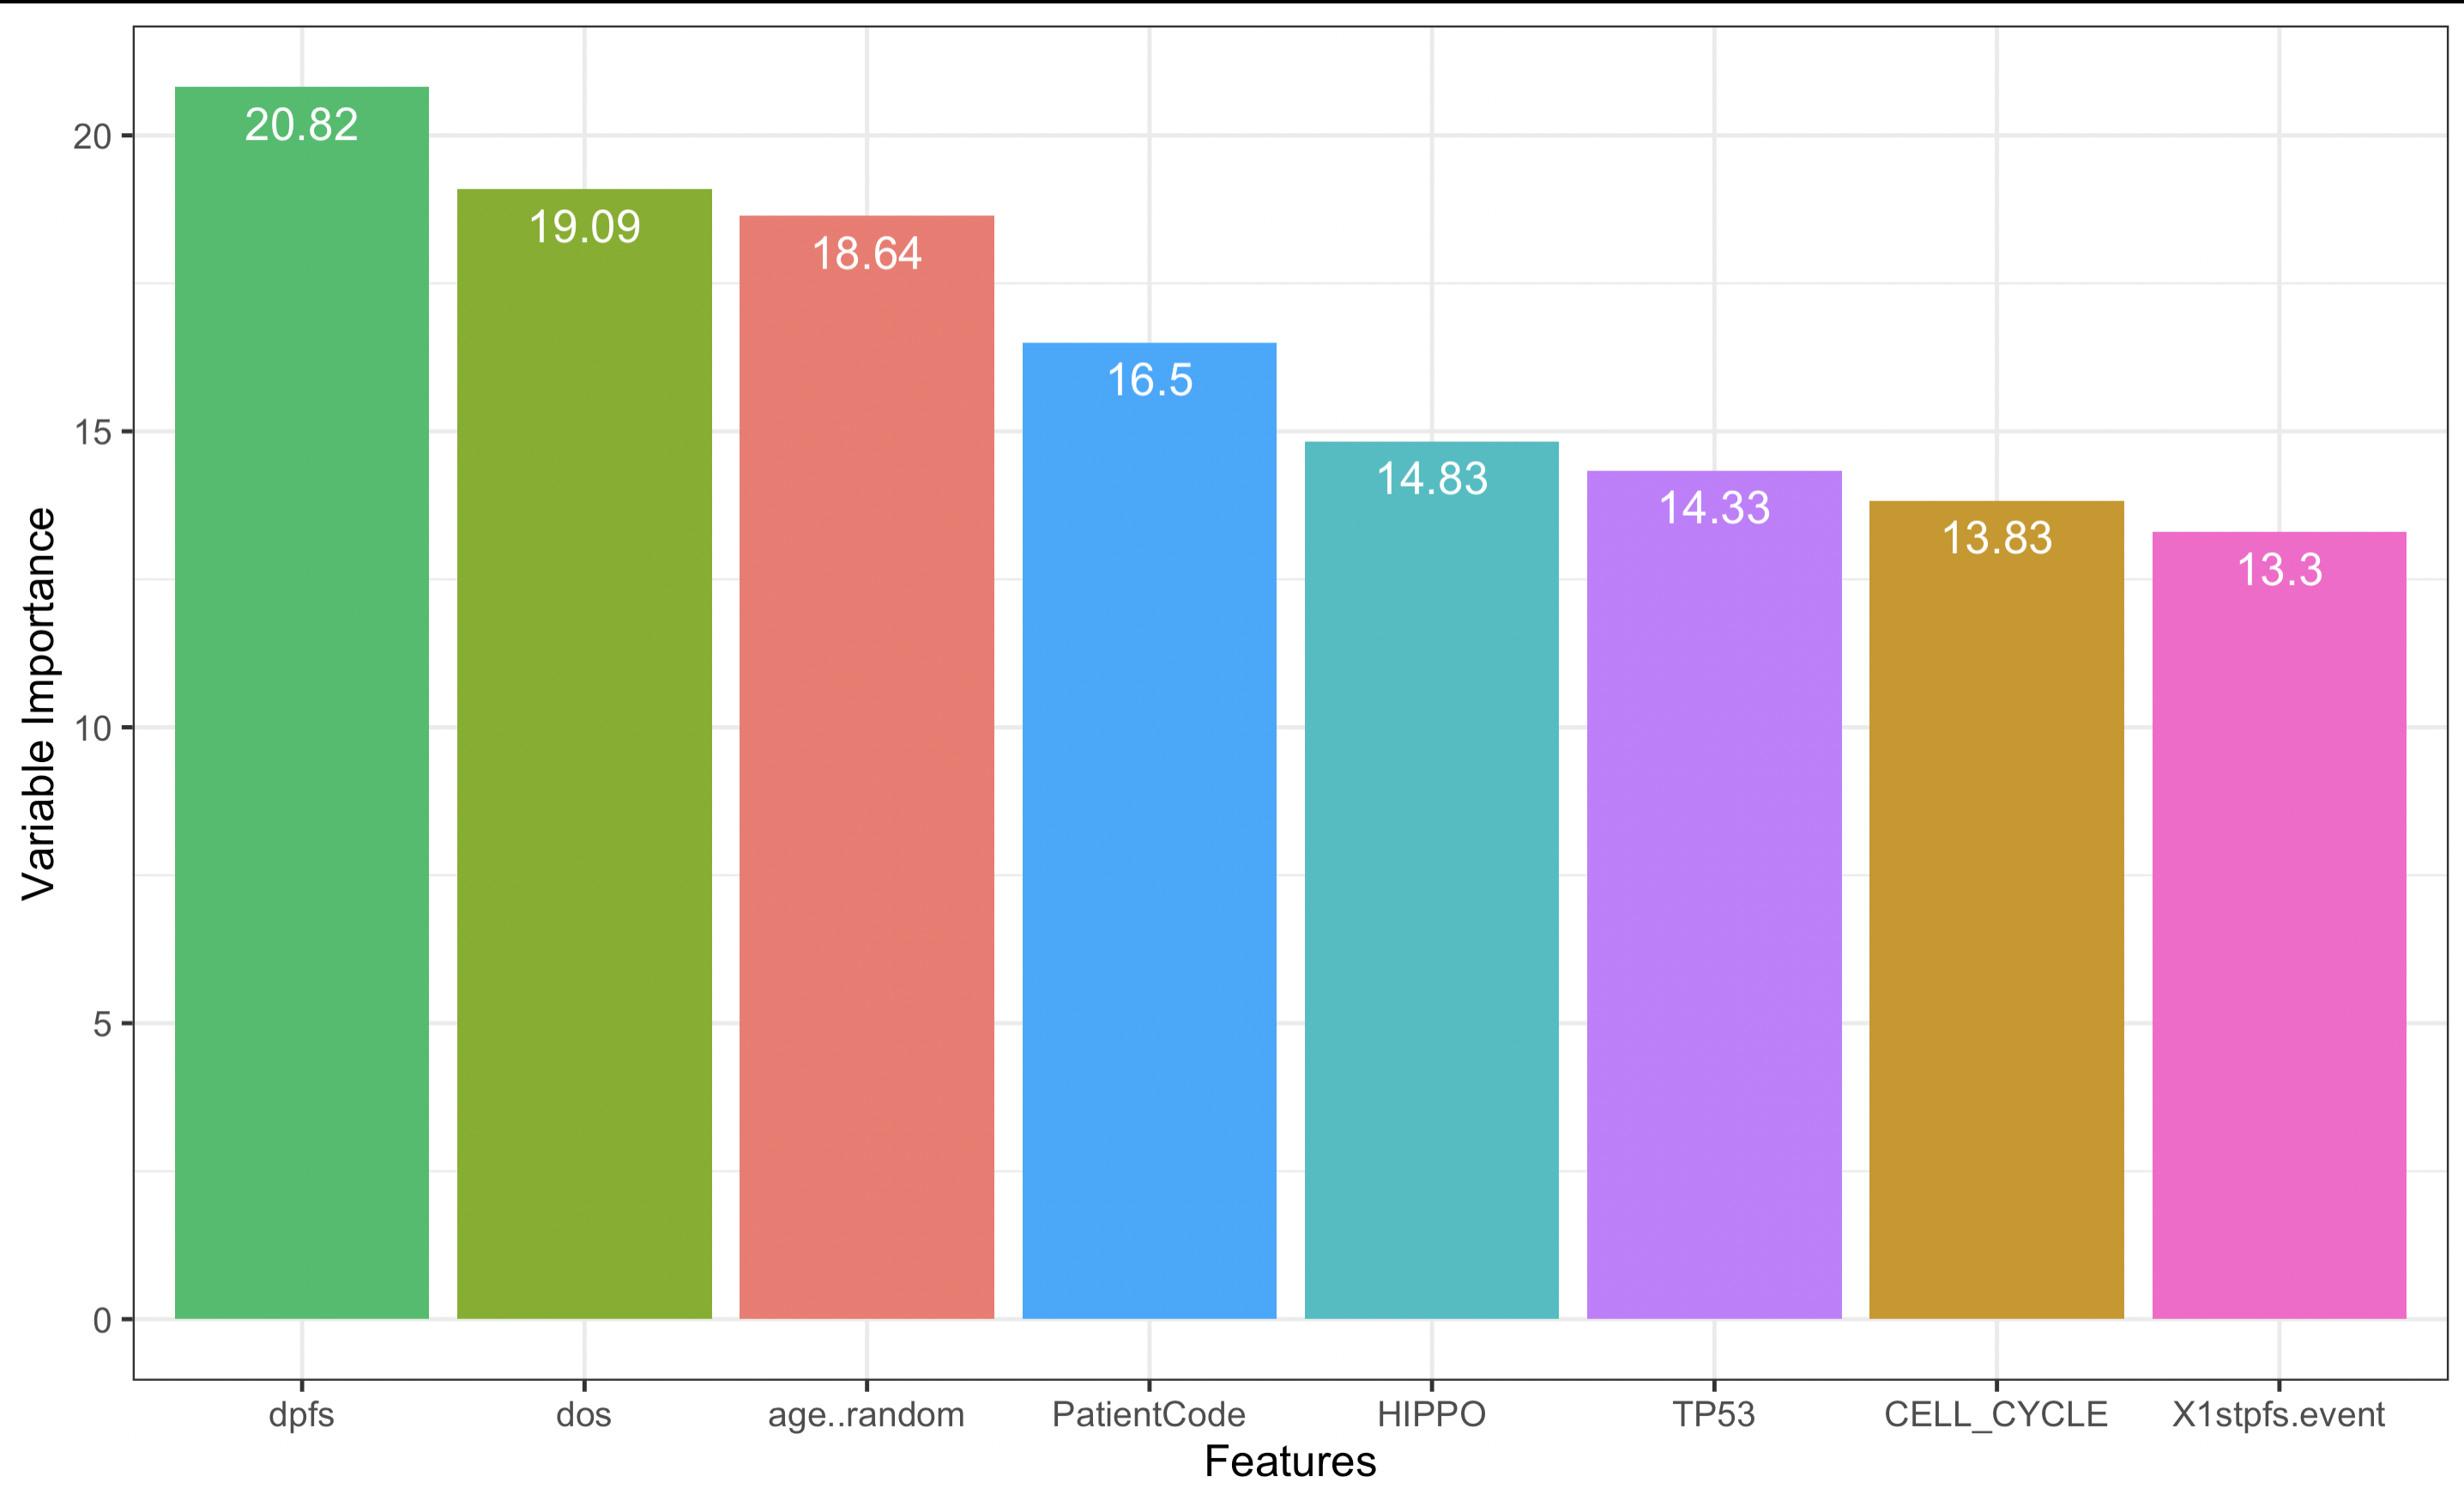 Variable Importance
20
15
10
5
0
20.82
19.09
18.64
16.5
14.83
14.33
13.83
13.3
dpfs
dos
age..random
PatientCode
HIPPO
TP53
CELL_CYCLE
X1stpfs.event
Features